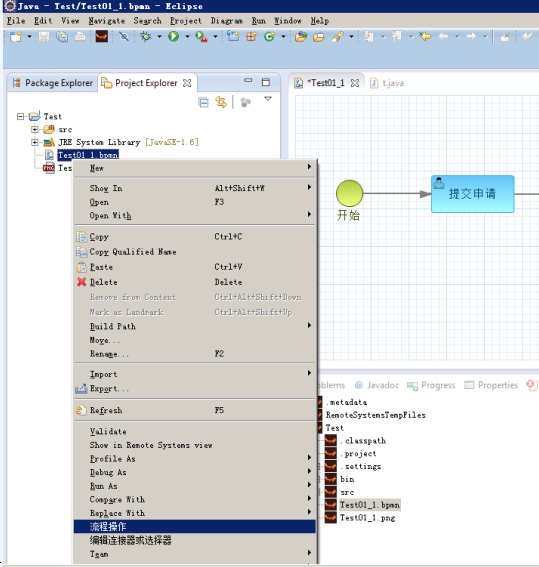 Java - Test/Test01_1.bpmn - Eclipse
File Edit View Navigate Search Project Diagram Run Window Help
Package Explorer Project Explorer
*Test01_1 t.java
Test
src
JRE System Library [JavaSE-1.6]
Test01_1.bpmn
Tes
New
Show In Alt+Shift+W
Open F3
Open With
Copy Ctrl+C
Copy Qualified Name
Paste Ctrl+V
Delete Delete
Remove from Context Ctrl+Alt+Shift+Down
Mark as Landmark Ctrl+Alt+Shift+Up
Build Path
Move...
Rename... F2
Import
Export...
Refresh F5
Validate
Show in Remote Systems view
Profile As
Debug As
Run As
Compare With
Replace With
流程操作
编辑连接器或选择器
Team
开始
提交申请
oblems Javadoc Progress Properties
.metadata
RemoteSystemsTempFiles
Test
.classpath
.project
.settings
bin
src
Test01_1.bpmn
Test01_1.png